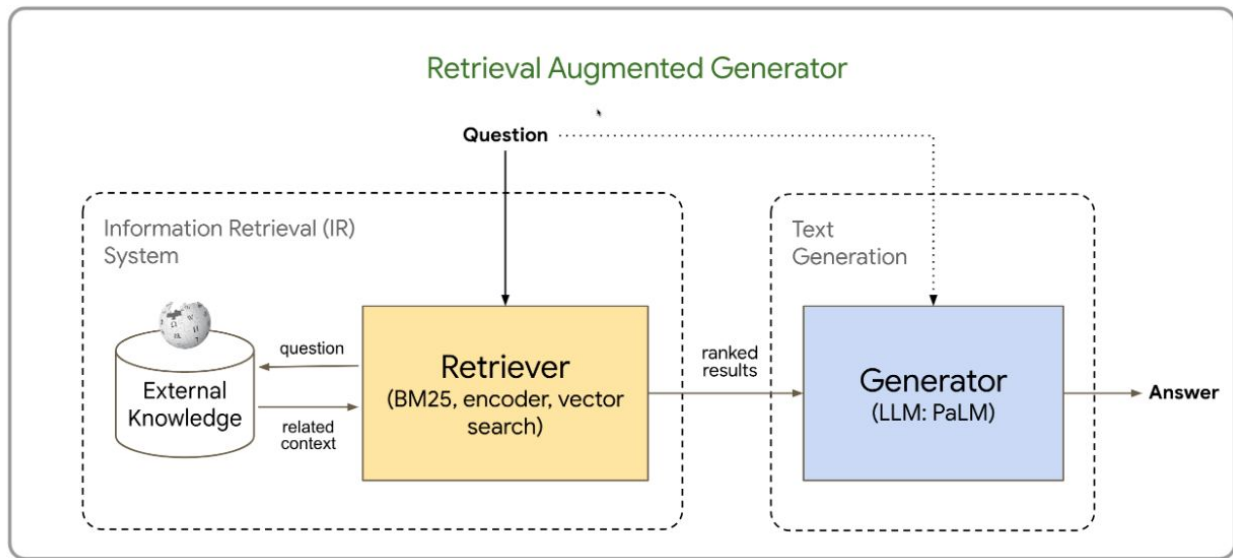 Retrieval Augmented Generator
Question
Information Retrieval (IR)
System
question
External
Knowledge
related
context
Retriever
(BM25, encoder, vector
search)
ranked
results
Text
Generation
Generator
(LLM: PaLM)
Answer